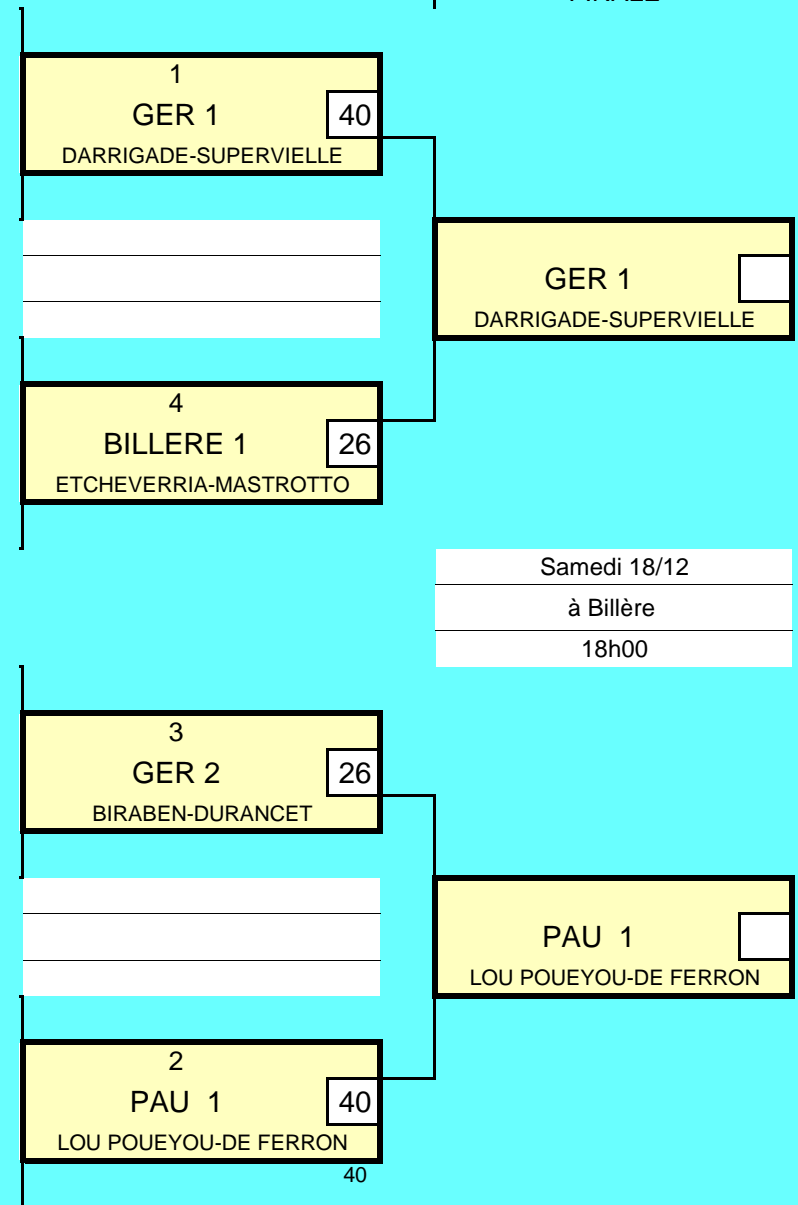 1
GER 1
40
DARRIGADE-SUPERVIELLE
GER 1
DARRIGADE-SUPERVIELLE
4
BILLERE 1
26
ETCHEVERRIA-MASTROTTO
Samedi 18/12
à Billère
18h00
3
GER 2
26
BIRABEN-DURANCET
PAU 1
LOU POUEYOU-DE FERRON
2
PAU 1
40
LOU POUEYOU-DE FERRON
40